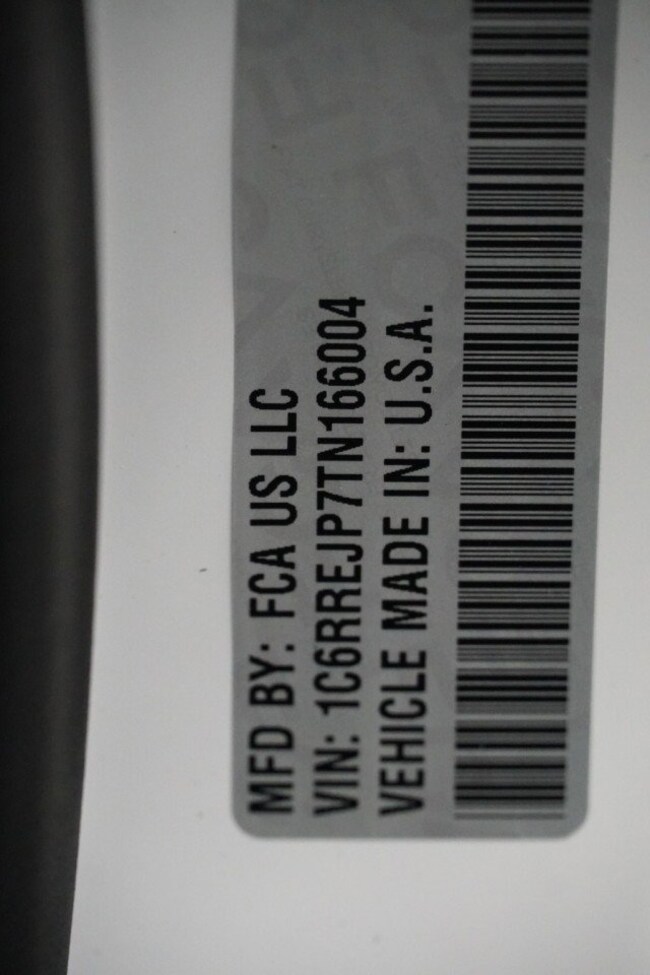 MFD BY: FCA US LLC
VIN: 1C6RREJP7TN166004
VEHICLE MADE IN: U.S.A.